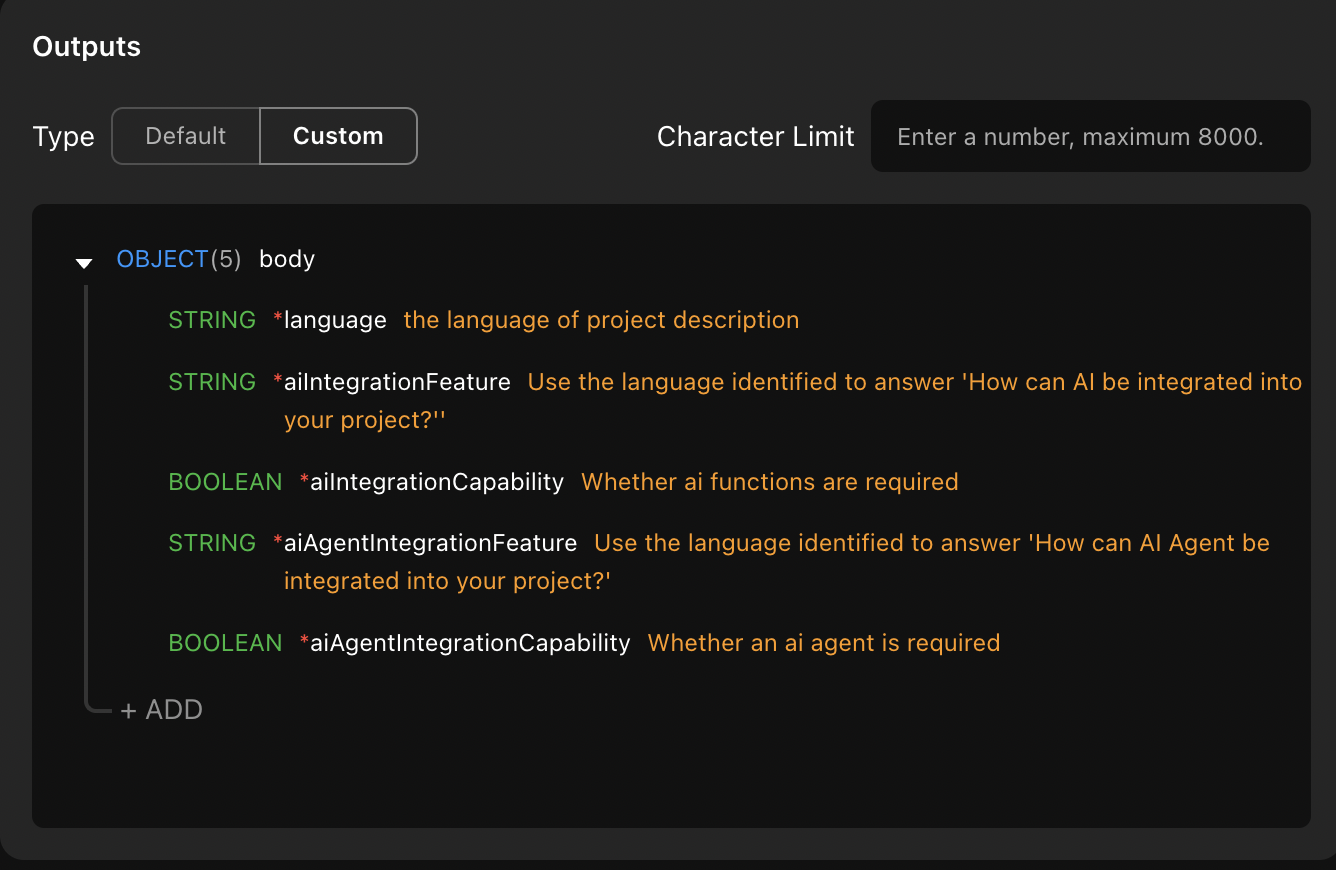 Outputs
Type Default Custom Character Limit Enter a number, maximum 8000.
OBJECT(5) body
STRING *language the language of project description
STRING *aiIntegrationFeature Use the language identified to answer 'How can AI be integrated into
your project?''
BOOLEAN *aiIntegrationCapability Whether ai functions are required
STRING *aiAgentIntegrationFeature Use the language identified to answer 'How can AI Agent be
integrated into your project?'
BOOLEAN *aiAgentIntegrationCapability Whether an ai agent is required
+ ADD